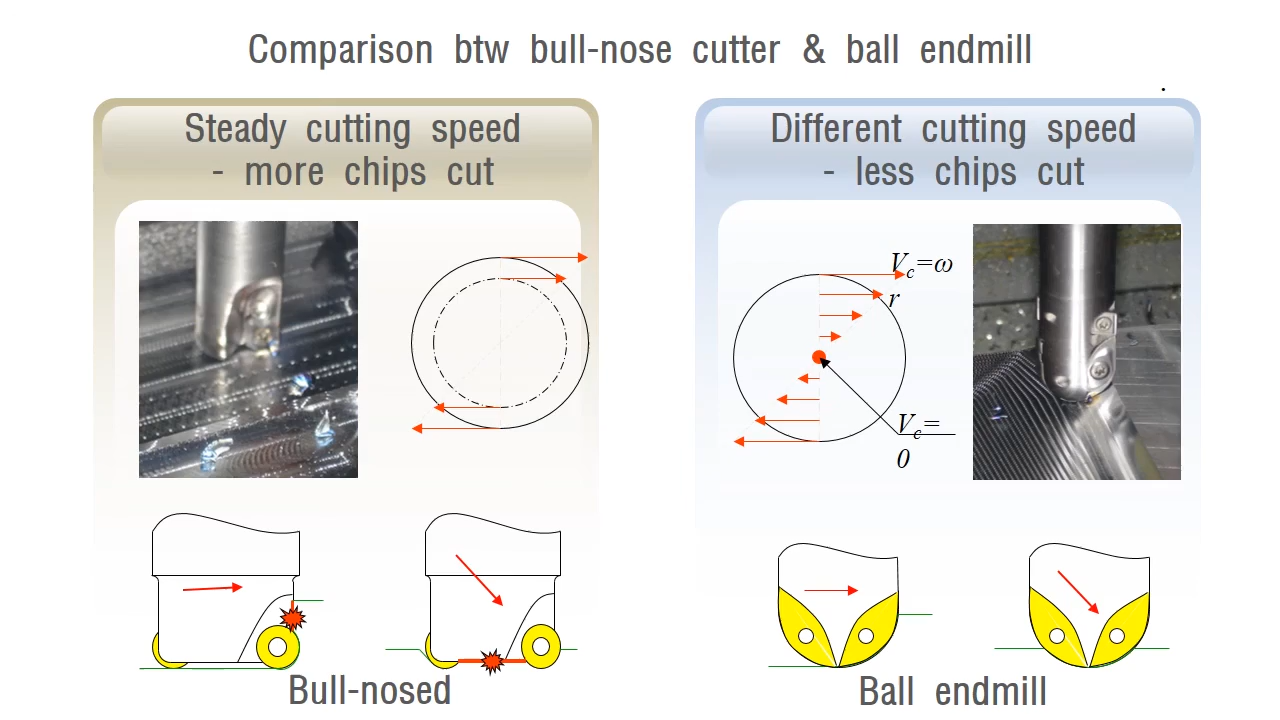 Comparison btw bull-nose cutter & ball endmill
.
Steady cutting speed
- more chips cut
Different cutting speed
- less chips cut
Vc=ω
r
Vc=
0
Bull-nosed
Ball endmill